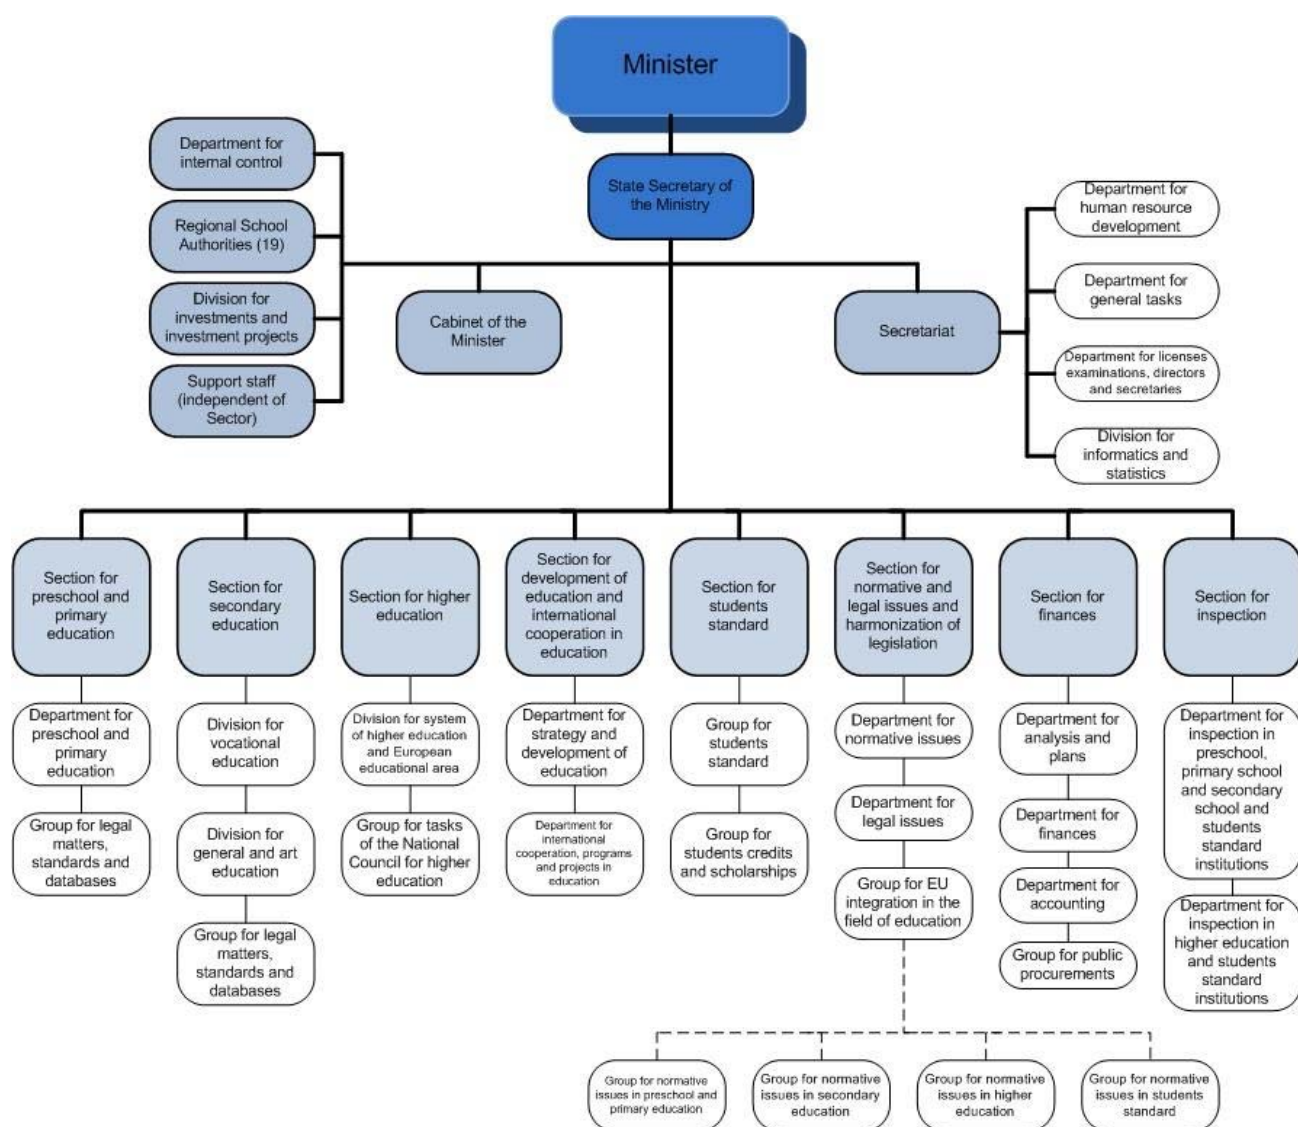 Minister
State Secretary of
the Ministry
Department for
internal control
Regional School
Authorities (19)
Division for
investments and
investment projects
Support staff
(independent of
Sector)
Cabinet of the
Minister
Secretariat
Department for
human resource
development
Department for
general tasks
Department for licenses
examinations, directors
and secretaries
Division for
informatics and
statistics
Section for
preschool and
primary
education
Section for
secondary
education
Section for higher
education
Section for
development of
education and
international
cooperation in
education
Section for
students
standard
Section for
normative and
legal issues and
harmonization of
legislation
Section for
finances
Section for
inspection
Department for
preschool and
primary
education
Group for legal
matters,
standards and
databases
Division for
vocational
education
Division for
general and art
education
Group for legal
matters,
standards and
databases
Division for system
of higher education
and European
educational area
Group for tasks
of the National
Council for higher
education
Department for
strategy and
development of
education
Department for
international
cooperation, programs
and projects in
education
Group for
students
standard
Group for
students credits
and scholarships
Department for
normative issues
Department for
legal issues
Group for EU
integration in the
field of education
Department for
analysis and
plans
Department for
finances
Department for
accounting
Group for public
procurements
Department for
inspection in
preschool,
primary school
and secondary
school and
students
standard
institutions
Department for
inspection in
higher education
and students
standard
institutions
Group for normative
issues in preschool and
primary education
Group for normative
issues in secondary
education
Group for normative
issues in higher
education
Group for normative
issues in students
standard